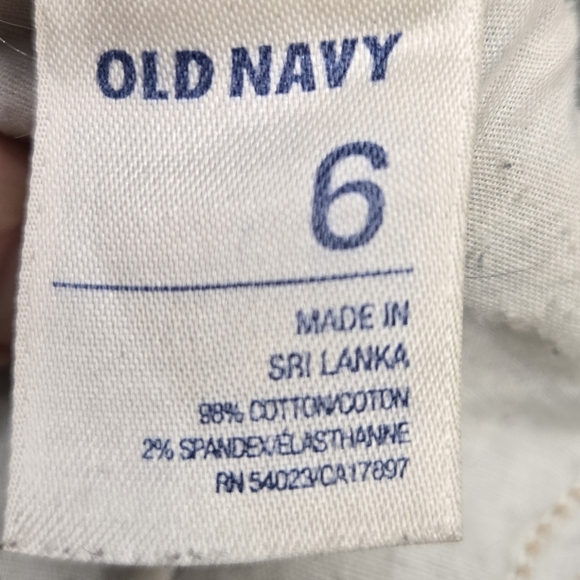 OLD NAVY
6
MADE IN
SRI LANKA
98% COTTON/COTON
2% SPANDEX/ÉLASTHANNE
RN 54023/CA17897